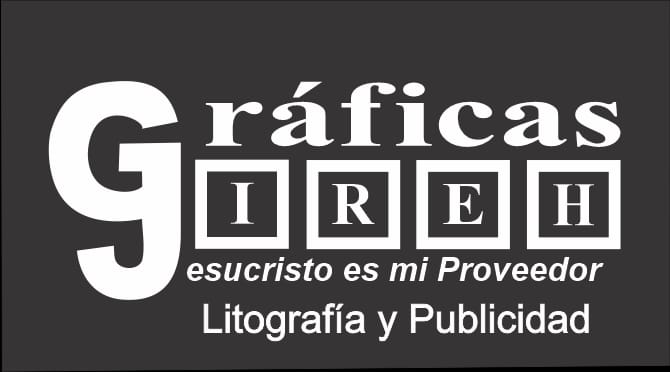 Gráficas
JIREH
Jesucristo es mi Proveedor
Litografía y Publicidad